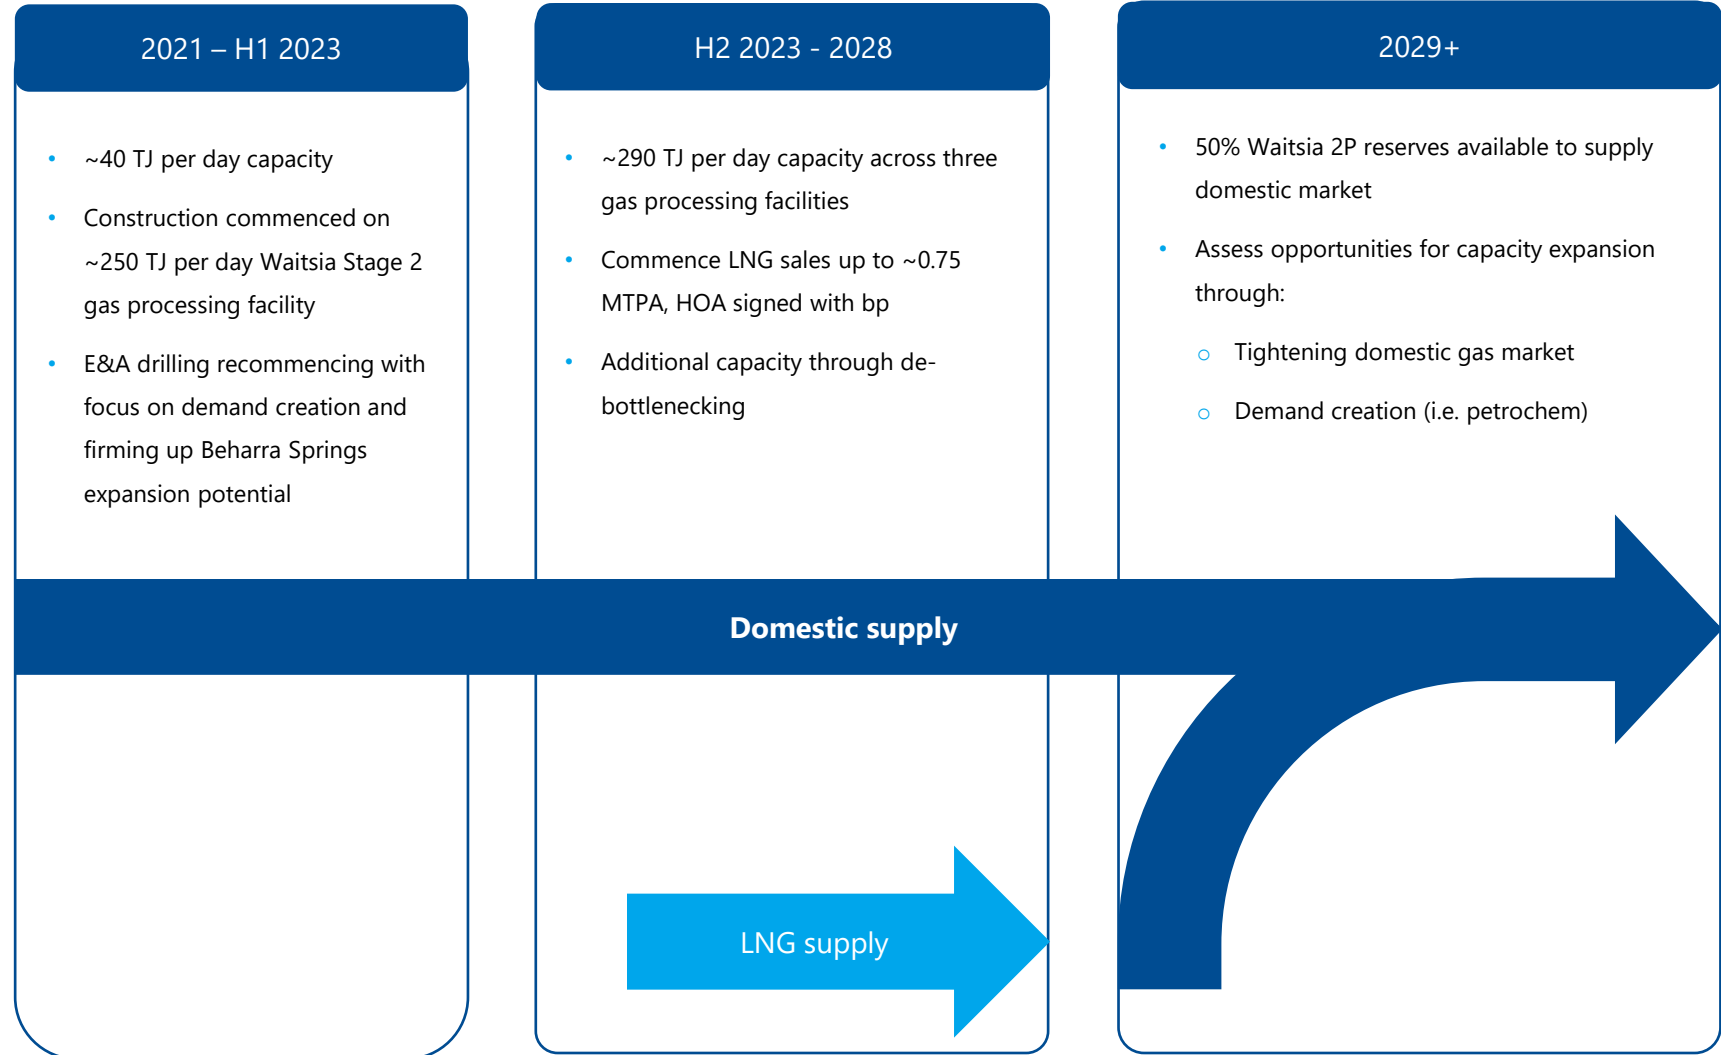 2021 – H1 2023
• ~40 TJ per day capacity
• Construction commenced on
~250 TJ per day Waitsia Stage 2
gas processing facility
• E&A drilling recommencing with
focus on demand creation and
firming up Beharra Springs
expansion potential
H2 2023 - 2028
• ~290 TJ per day capacity across three
gas processing facilities
• Commence LNG sales up to ~0.75
MTPA, HOA signed with bp
• Additional capacity through de-
bottlenecking
2029+
• 50% Waitsia 2P reserves available to supply
domestic market
• Assess opportunities for capacity expansion
through:
o Tightening domestic gas market
o Demand creation (i.e. petrochem)
Domestic supply
LNG supply